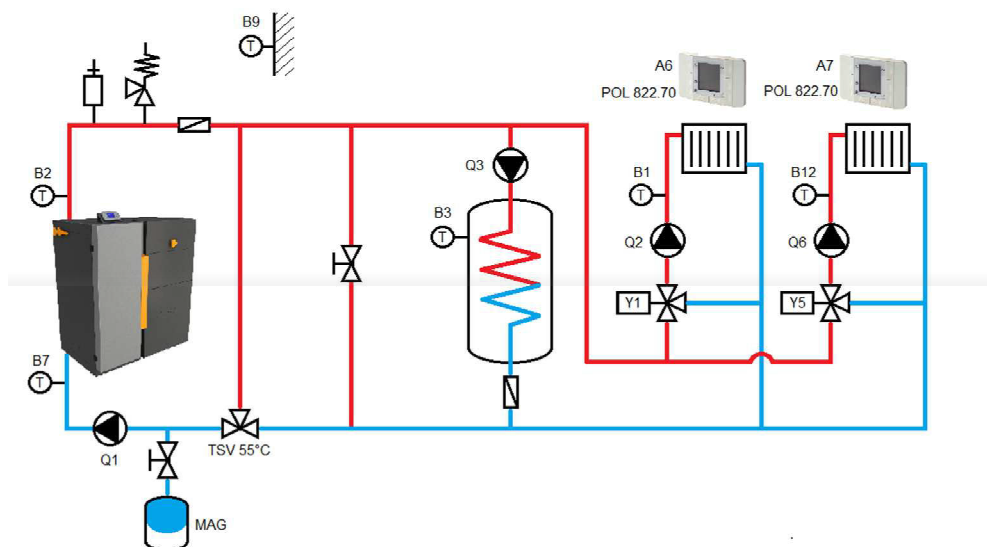 B9
T
A6
POL 822.70
A7
POL 822.70
B2
T
Q3
B1
T
B12
T
B3
T
Q2
Q6
Y1
Y5
B7
T
Q1
TSV 55°C
MAG